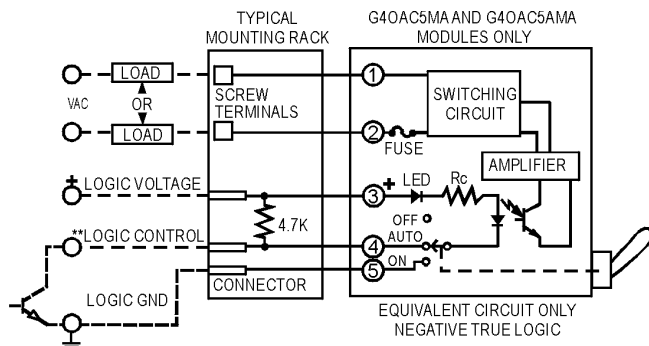 TYPICAL
MOUNTING RACK
G4OAC5MA AND G4OAC5AMA
MODULES ONLY
LOAD
VAC
OR
LOAD
SCREW
TERMINALS
1
2
FUSE
SWITCHING
CIRCUIT
AMPLIFIER
+ LOGIC VOLTAGE
3
+
LED
Rc
4.7K
OFF
**LOGIC CONTROL
4
AUTO
5
ON
CONNECTOR
LOGIC GND
EQUIVALENT CIRCUIT ONLY
NEGATIVE TRUE LOGIC